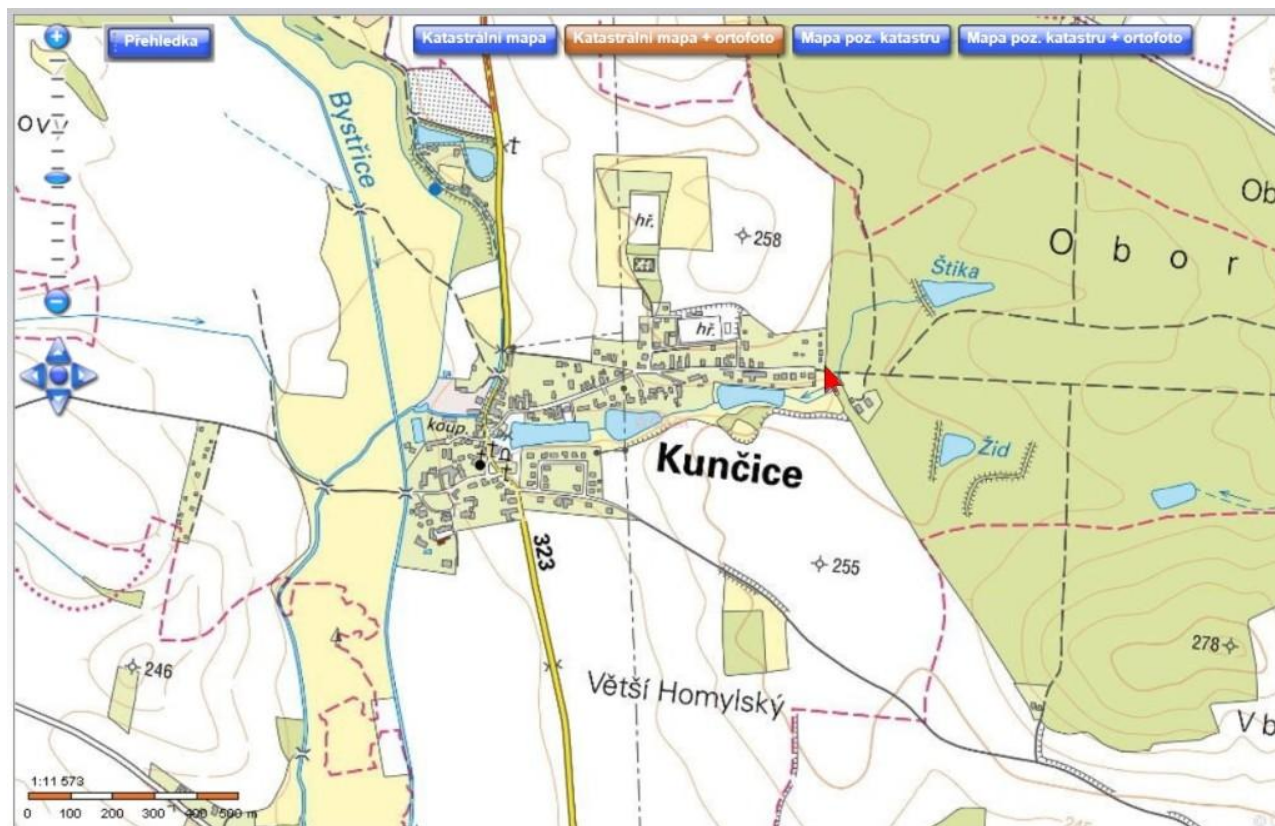 Přehledka
Katastrální mapa
Katastrální mapa + ortofoto
Mapa poz. katastru
Mapa poz. katastru + ortofoto
Bystřice
hř.
258
Štika
Obor
hř.
koup.
Kunčice
Žid
323
255
278
246
Větší Homylský
V b
1:11 573
0 100 200 300 400 500 m